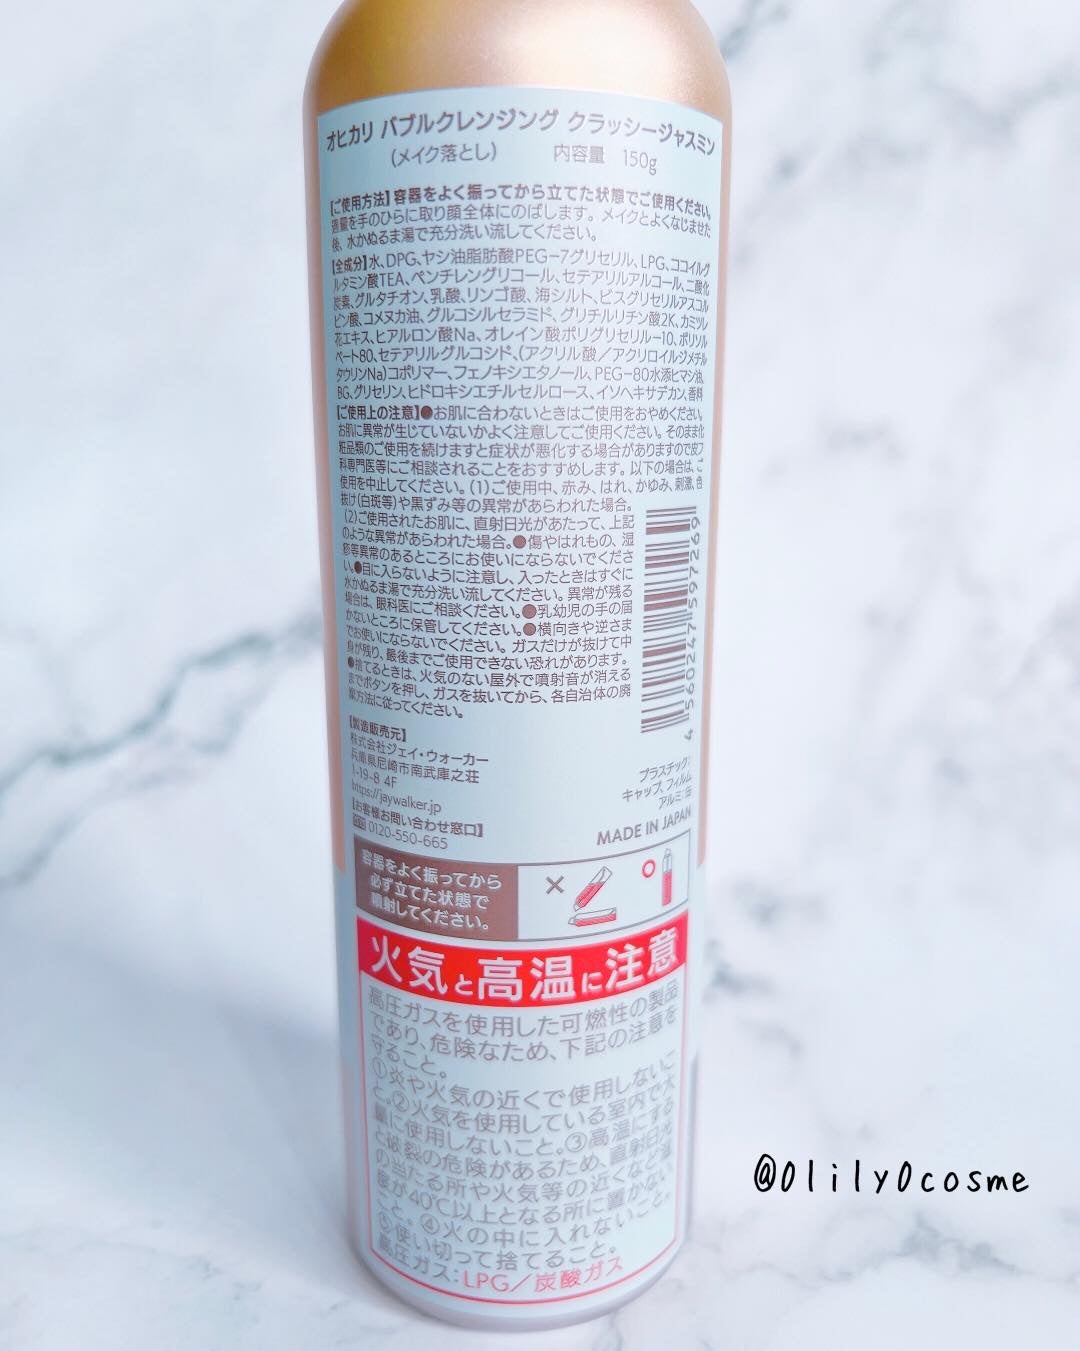 オヒカリ バブルクレンジング クラッシージャスミン
(メイク落とし) 内容量 150g
【ご使用方法】容器をよく振ってから立てた状態でご使用ください。
適量を手のひらに取り顔全体にのばします。メイクとよくなじませた
後、水かぬるま湯で充分洗い流してください。
【全成分】水、DPG、ヤシ油脂肪酸PEG-7グリセリル、LPG、ココイルグ
ルタミン酸TEA、ペンチレングリコール、セテアリルアルコール、二酸化
炭素、グルタチオン、乳酸、リンゴ酸、海シルト、ビスグリセリルアスコル
ビン酸、コメヌカ油、グルコシルセラミド、グリチルリチン酸2K、カミツレ
花エキス、ヒアルロン酸Na、オレイン酸ポリグリセリル-10、ポリソル
ベート80、セテアリルグルコシド、(アクリル酸/アクリロイルジメチル
タウリンNa)コポリマー、フェノキシエタノール、PEG-80水添ヒマシ油、
BG、グリセリン、ヒドロキシエチルセルロース、イソヘキサデカン、香料
【ご使用上の注意】●お肌に合わないときはご使用をおやめください。
お肌に異常が生じていないかよく注意してご使用ください。そのまま化
粧品類のご使用を続けますと症状が悪化する場合がありますので皮フ
科専門医等にご相談されることをおすすめします。以下の場合は、ご
使用を中止してください。(1)ご使用中、赤み、はれ、かゆみ、刺激、色
抜け(白斑等)や黒ずみ等の異常があらわれた場合。
(2)ご使用されたお肌に、直射日光があたって、上記
のような異常があらわれた場合。●傷やはれもの、湿
疹等異常のあるところにお使いにならないでくださ
い。●目に入らないように注意し、入ったときはすぐに
水かぬるま湯で充分洗い流してください。異常が残る
場合は、眼科医にご相談ください。●乳幼児の手の届
かないところに保管してください。●横向きや逆さま
でお使いにならないでください。ガスだけが抜けて中
身が残り、最後までご使用できない恐れがあります。
●捨てるときは、火気のない屋外で噴射音が消える
までボタンを押し、ガスを抜いてから、各自治体の廃
棄方法に従ってください。
4 560247 597269
【製造販売元】
株式会社ジェイ・ウォーカー
兵庫県尼崎市南武庫之荘
1-19-8 4F
https://jaywalker.jp
【お客様お問い合わせ窓口】
0120-550-665
プラスチック:
キャップ、フィルム
アルミ:缶
MADE IN JAPAN
容器をよく振ってから
必ず立てた状態で
噴射してください。
火気と高温に注意
高圧ガスを使用した可燃性の製品
であり、危険なため、下記の注意を
守ること。
①炎や火気の近くで使用しないこ
と。②火気を使用している室内で大
量に使用しないこと。③高温にする
と破裂の危険があるため、直射日光
の当たる所や火気等の近くなど温
度が40℃以上となる所に置かない
こと。④火の中に入れないこと。
⑤使い切って捨てること。
高圧ガス:LPG/炭酸ガス
@0lily0cosme